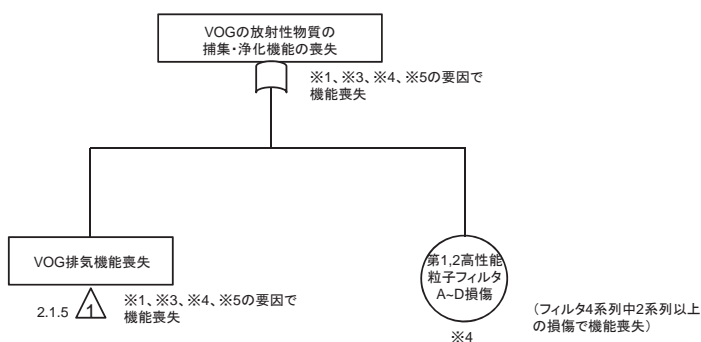 VOGの放射性物質の
捕集・浄化機能の喪失
※1、※3、※4、※5の要因で
機能喪失
VOG排気機能喪失
2.1.5
1
※1、※3、※4、※5の要因で
機能喪失
第1,2高性能
粒子フィルタ
A~D損傷
※4
（フィルタ4系列中2系列以上
の損傷で機能喪失）